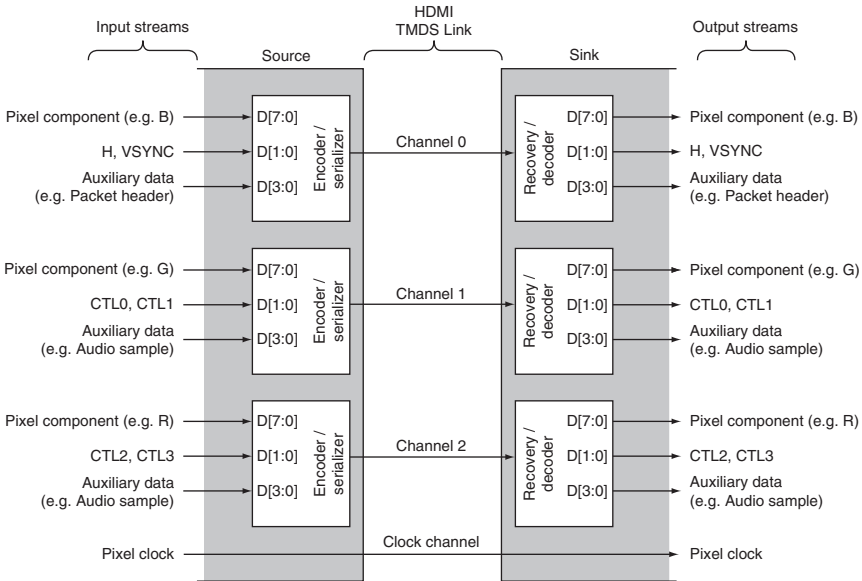 HDMI
TMDS Link
Input streams
Output streams
Source
Sink
Pixel component (e.g. B)
H, VSYNC
Auxiliary data
(e.g. Packet header)
D[7:0]
D[1:0]
D[3:0]
Encoder /
serializer
Channel 0
Recovery /
decoder
D[7:0]
D[1:0]
D[3:0]
Pixel component (e.g. B)
H, VSYNC
Auxiliary data
(e.g. Packet header)
Pixel component (e.g. G)
CTL0, CTL1
Auxiliary data
(e.g. Audio sample)
D[7:0]
D[1:0]
D[3:0]
Encoder /
serializer
Channel 1
Recovery /
decoder
D[7:0]
D[1:0]
D[3:0]
Pixel component (e.g. G)
CTL0, CTL1
Auxiliary data
(e.g. Audio sample)
Pixel component (e.g. R)
CTL2, CTL3
Auxiliary data
(e.g. Audio sample)
D[7:0]
D[1:0]
D[3:0]
Encoder /
serializer
Channel 2
Recovery /
decoder
D[7:0]
D[1:0]
D[3:0]
Pixel component (e.g. R)
CTL2, CTL3
Auxiliary data
(e.g. Audio sample)
Pixel clock
Clock channel
Pixel clock